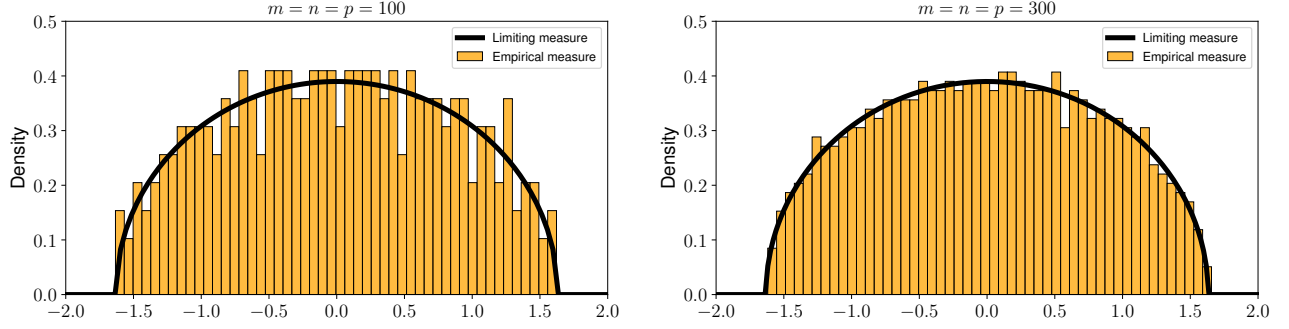 m = n = p = 100
Limiting measure
Empirical measure
Density
0.5
0.4
0.3
0.2
0.1
0.0
−2.0 −1.5 −1.0 −0.5 0.0 0.5 1.0 1.5 2.0
m = n = p = 300
Limiting measure
Empirical measure
Density
0.5
0.4
0.3
0.2
0.1
0.0
−2.0 −1.5 −1.0 −0.5 0.0 0.5 1.0 1.5 2.0